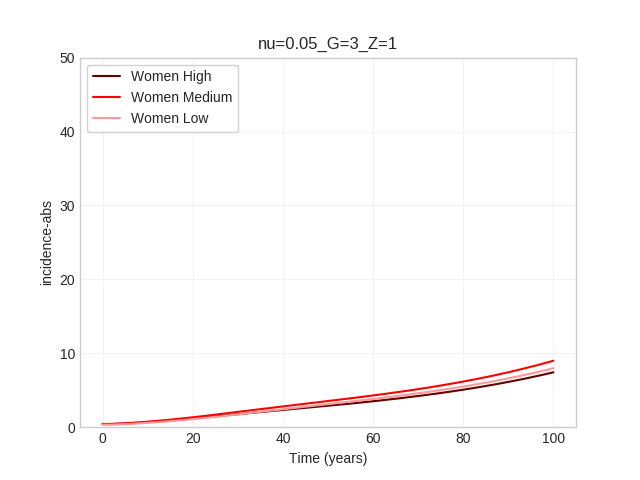 nu=0.05_G=3_Z=1
Women High
Women Medium
Women Low
50
40
30
20
10
0
incidence-abs
0 20 40 60 80 100
Time (years)